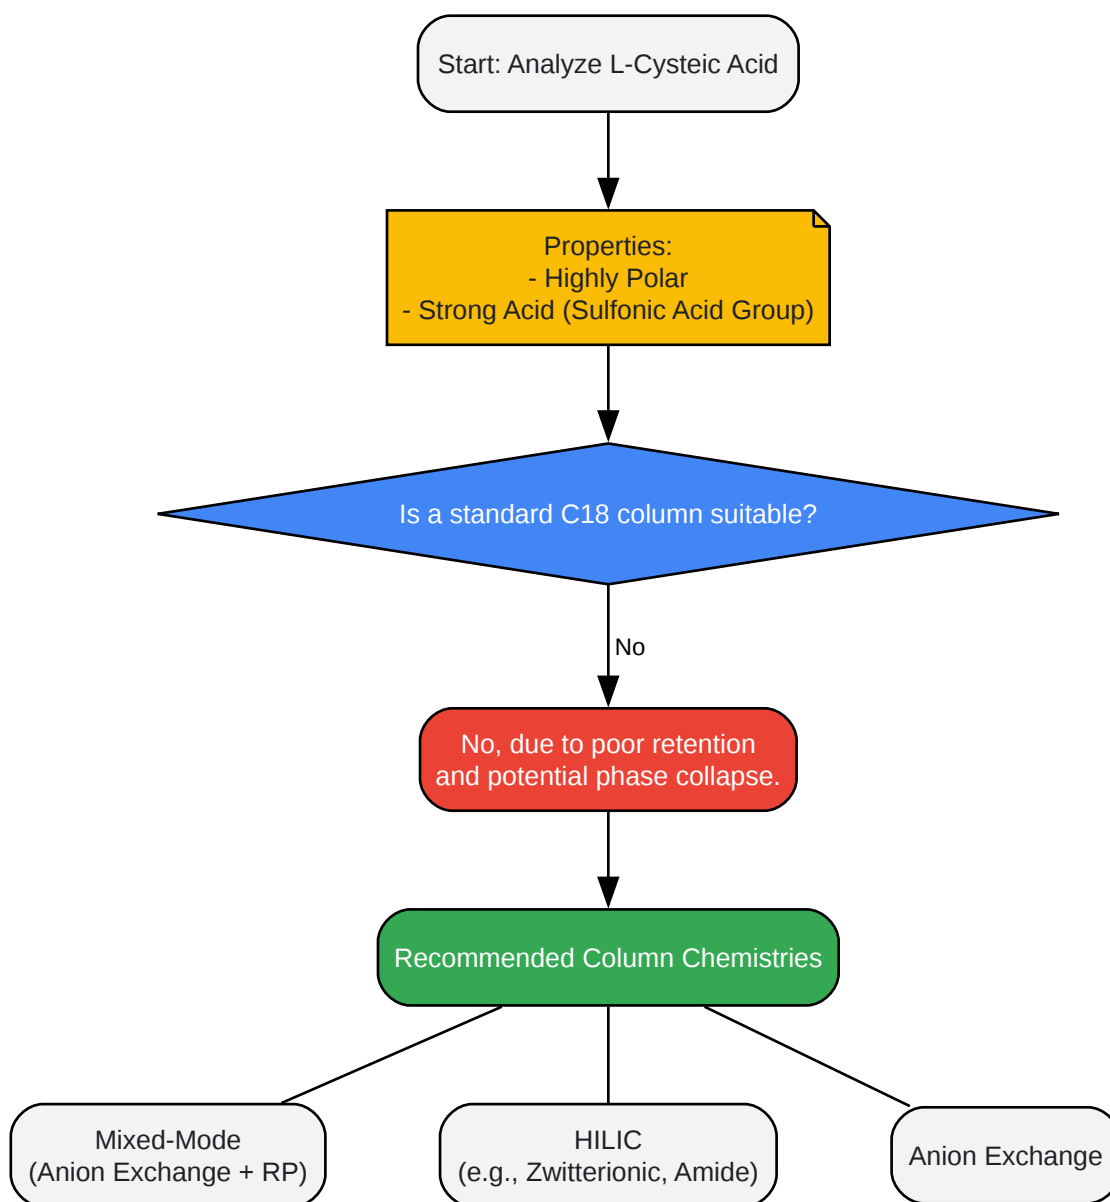 Start: Analyze L-Cysteic Acid
Properties:
- Highly Polar
- Strong Acid (Sulfonic Acid Group)
Is a standard C18 column suitable?
No
No, due to poor retention
and potential phase collapse.
Recommended Column Chemistries
Mixed-Mode
(Anion Exchange + RP)
HILIC
(e.g., Zwitterionic, Amide)
Anion Exchange